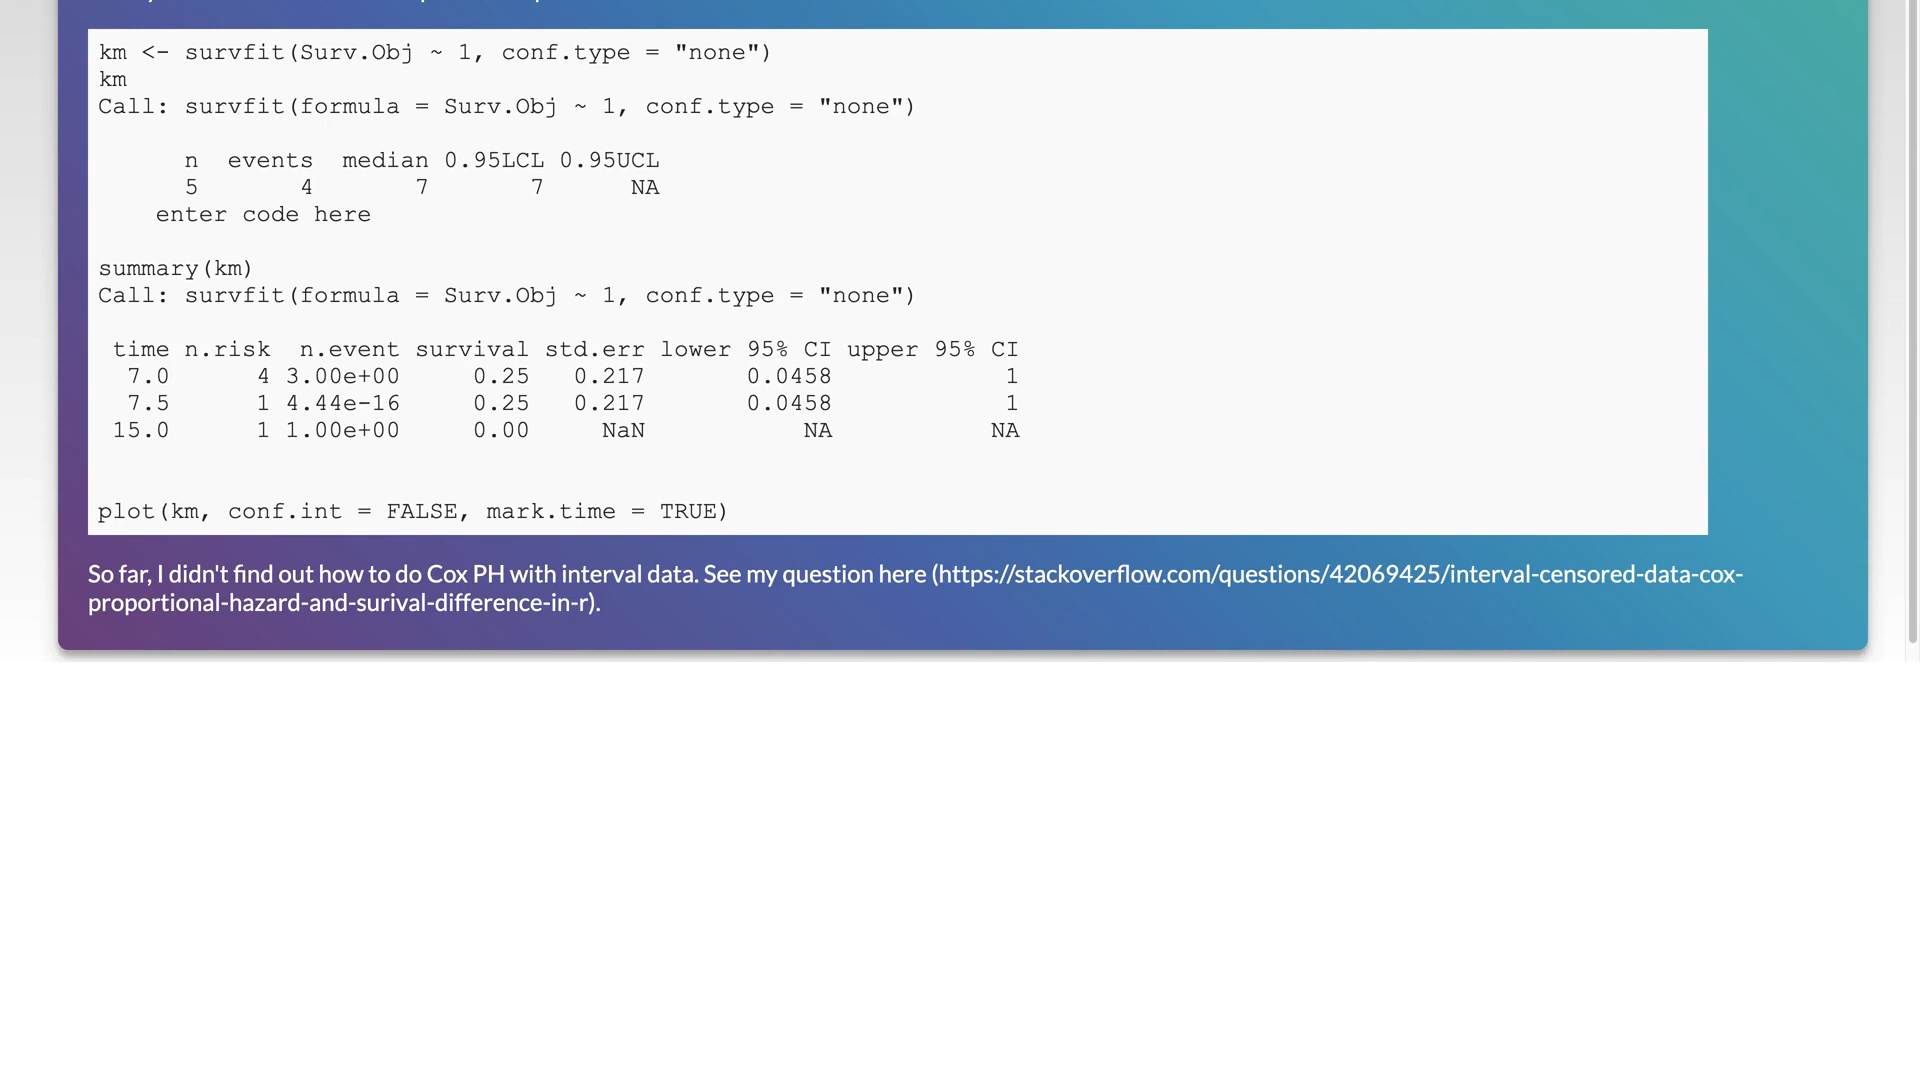 km <- survfit(Surv.Obj ~ 1, conf.type = "none")
km
Call: survfit(formula = Surv.Obj ~ 1, conf.type = "none")
n events median 0.95LCL 0.95UCL
5 4 7 7 NA
enter code here
summary(km)
Call: survfit(formula = Surv.Obj ~ 1, conf.type = "none")
time n.risk n.event survival std.err lower 95% CI upper 95% CI
7.0 4 3.00e+00 0.25 0.217 0.0458 1
7.5 1 4.44e-16 0.25 0.217 0.0458 1
15.0 1 1.00e+00 0.00 NaN NA NA
plot(km, conf.int = FALSE, mark.time = TRUE)
So far, I didn't find out how to do Cox PH with interval data. See my question here (https://stackoverflow.com/questions/42069425/interval-censored-data-cox-
proportional-hazard-and-surival-difference-in-r).